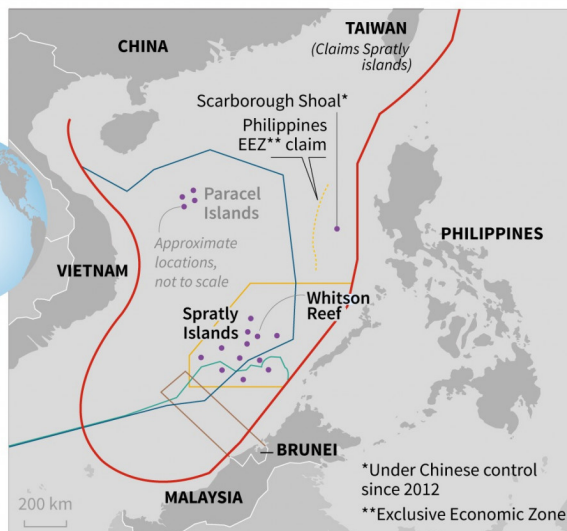 TAIWAN
(Claims Spratly
islands)
CHINA
Scarborough Shoal*
Philippines
EEZ** claim
Paracel
Islands
Approximate
locations,
not to scale
PHILIPPINES
VIETNAM
Whitson
Reef
Spratly
Islands
BRUNEI
*Under Chinese control
since 2012
MALAYSIA
**Exclusive Economic Zone
200 km